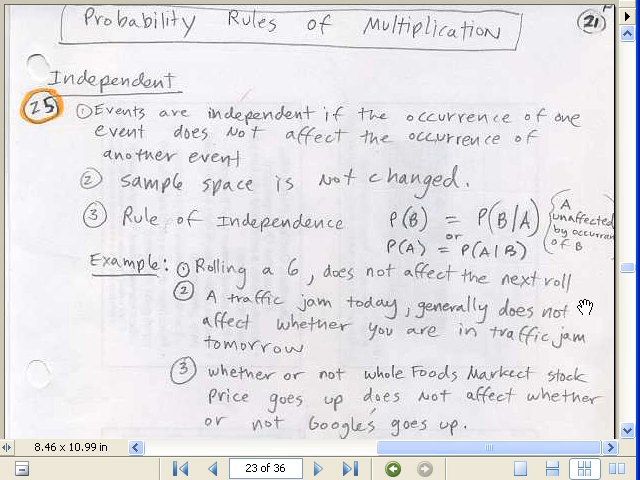 Probability Rules of Multiplication
21
Independent
25
① Events are independent if the occurrence of one
event does Not affect the occurrence of
another event
② Sample space is Not changed.
③ Rule of Independence P(B) = P(B|A)
or
P(A) = P(A|B)
A
unaffected
by occurran
of B
Example: ① Rolling a 6, does not affect the next roll
② A traffic jam today, generally does not
affect whether you are in traffic jam
tomorrow
③ whether or not whole Foods Markect stock
Price goes up does Not affect whether
or not Google's goes up.
8.46 x 10.99 in
23 of 36